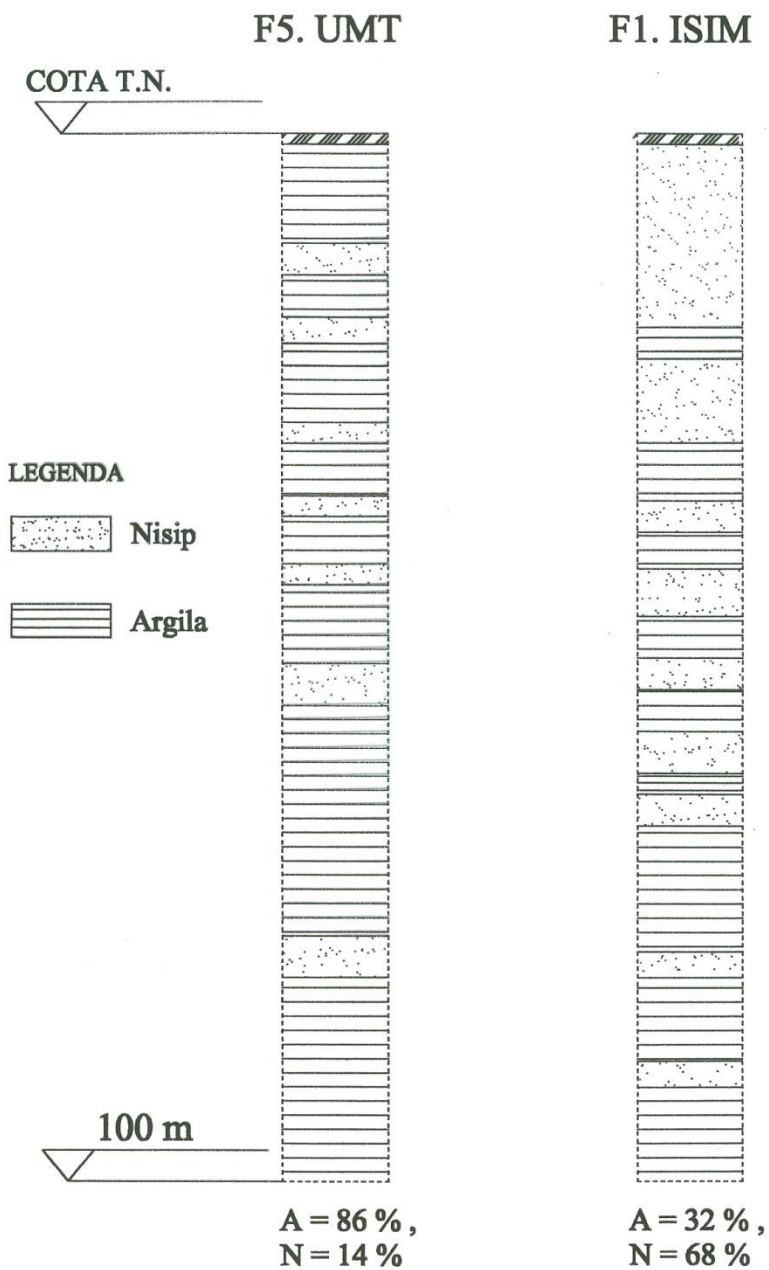 F5. UMT
F1. ISIM
COTA T.N.
LEGENDA
Nisip
Argila
100 m
A = 86 % ,
N = 14 %
A = 32 % ,
N = 68 %